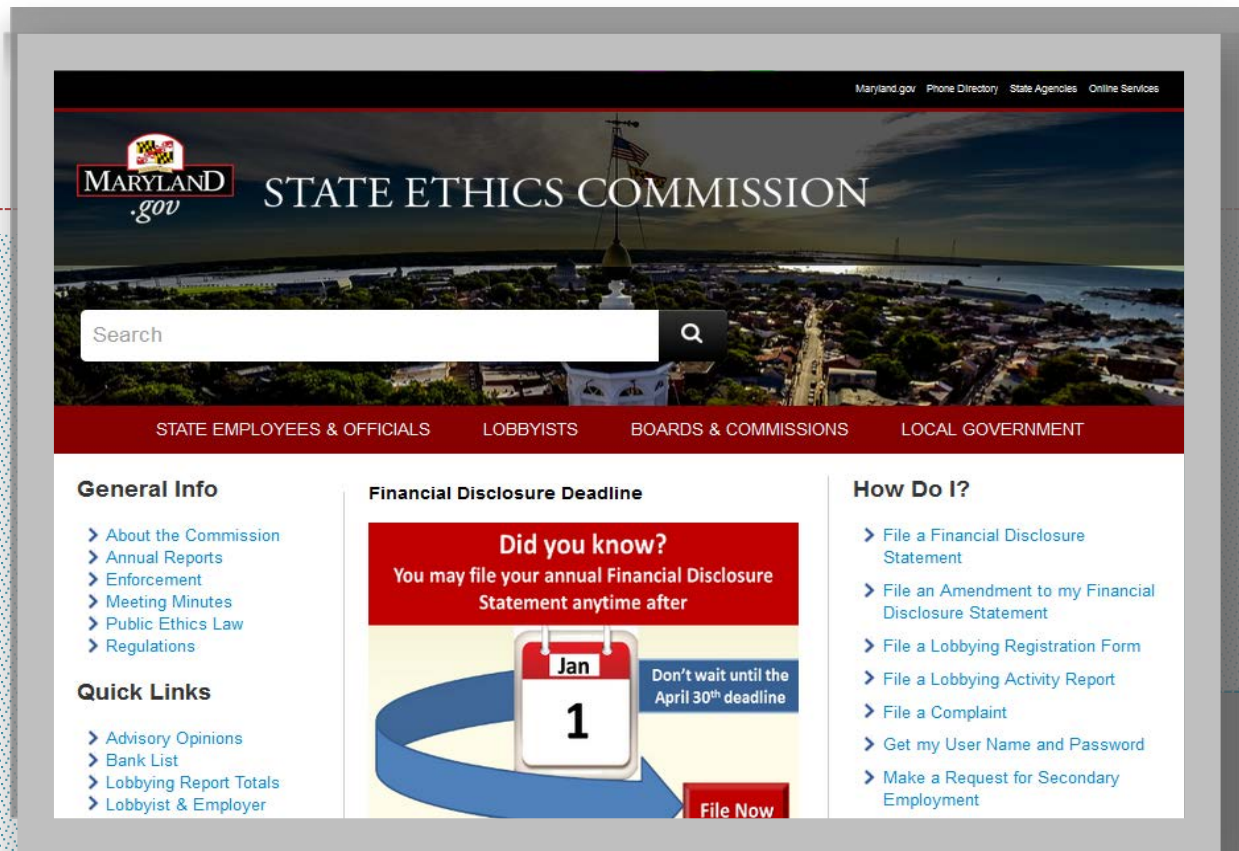 Maryland.gov Phone Directory State Agencies Online Services
MARYLAND
.gov
STATE ETHICS COMMISSION
Search
STATE EMPLOYEES & OFFICIALS LOBBYISTS BOARDS & COMMISSIONS LOCAL GOVERNMENT
General Info
About the Commission
Annual Reports
Enforcement
Meeting Minutes
Public Ethics Law
Regulations
Quick Links
Advisory Opinions
Bank List
Lobbying Report Totals
Lobbyist & Employer
Financial Disclosure Deadline
Did you know?
You may file your annual Financial Disclosure
Statement anytime after
Jan
1
Don't wait until the
April 30th deadline
File Now
How Do I?
File a Financial Disclosure
Statement
File an Amendment to my Financial
Disclosure Statement
File a Lobbying Registration Form
File a Lobbying Activity Report
File a Complaint
Get my User Name and Password
Make a Request for Secondary
Employment